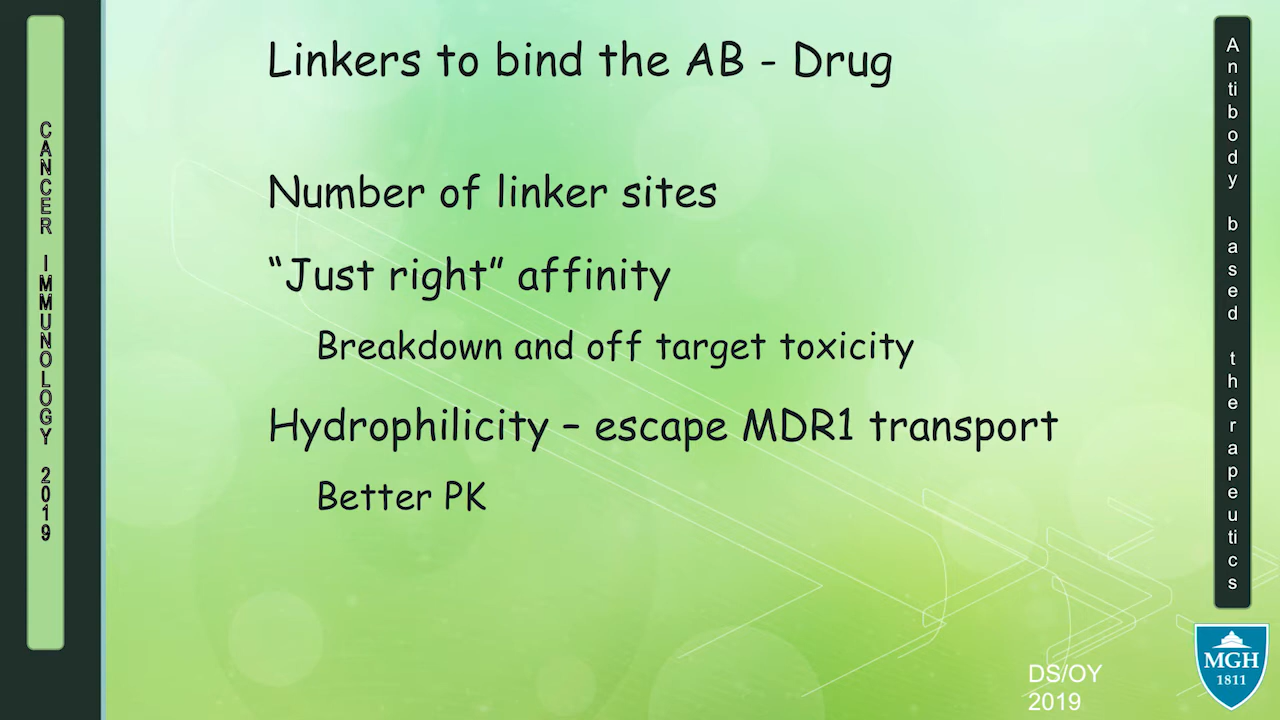 CANCER IMMUNOLOGY 2019
Linkers to bind the AB - Drug
Number of linker sites
“Just right” affinity
Breakdown and off target toxicity
Hydrophilicity – escape MDR1 transport
Better PK
Antibody based therapeutics
DS/OY
2019
MGH
1811